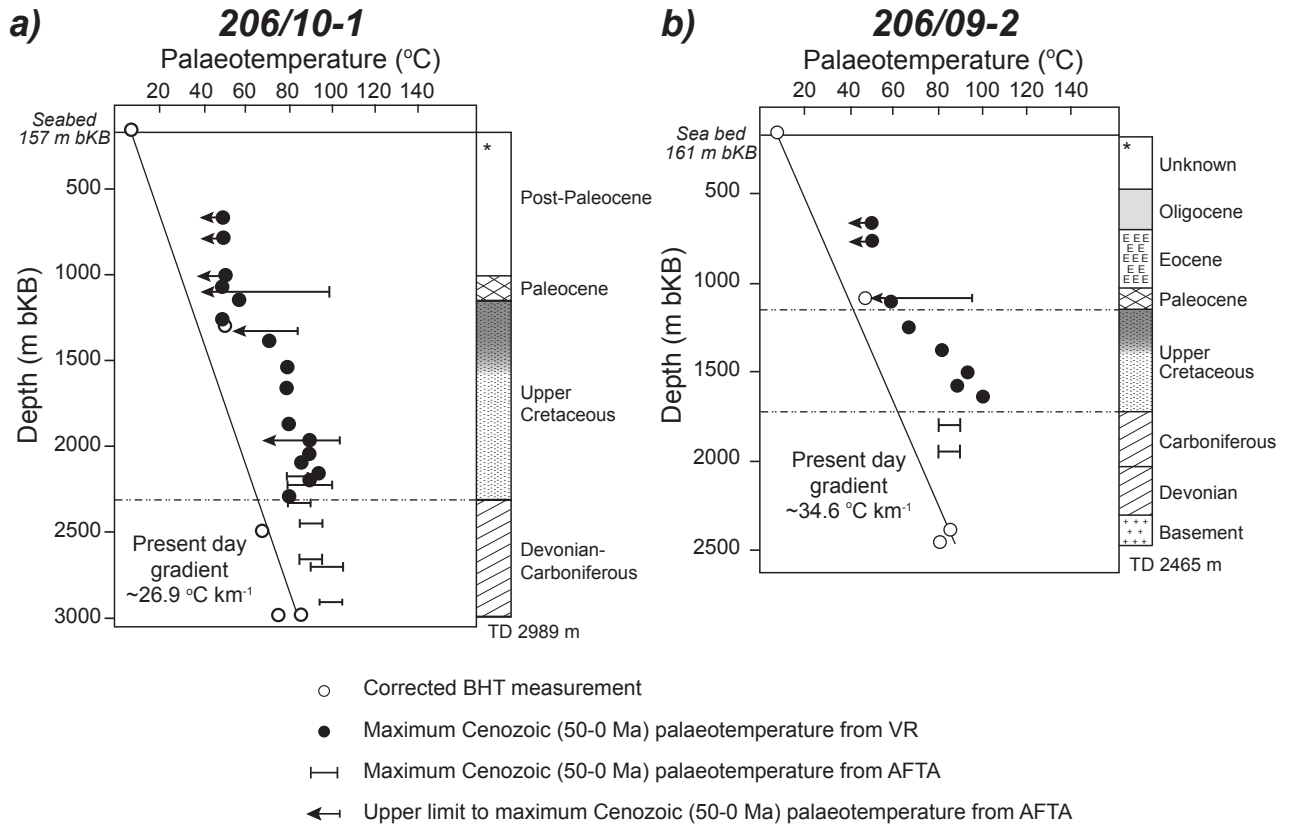 a)
206/10-1
Palaeotemperature (oC)
20 40 60 80 100 120 140
Seabed
157 m bKB
500
1000
1500
2000
2500
3000
Depth (m bKB)
Present day
gradient
~26.9 oC km-1
*
Post-Paleocene
Paleocene
Upper
Cretaceous
Devonian-
Carboniferous
TD 2989 m
b)
206/09-2
Palaeotemperature (oC)
20 40 60 80 100 120 140
Sea bed
161 m bKB
500
1000
1500
2000
2500
Depth (m bKB)
Present day
gradient
~34.6 oC km-1
*
Unknown
Oligocene
E E E
E E
E E E
E E
E E E
Eocene
Paleocene
Upper
Cretaceous
Carboniferous
Devonian
Basement
TD 2465 m
Corrected BHT measurement
Maximum Cenozoic (50-0 Ma) palaeotemperature from VR
Maximum Cenozoic (50-0 Ma) palaeotemperature from AFTA
Upper limit to maximum Cenozoic (50-0 Ma) palaeotemperature from AFTA